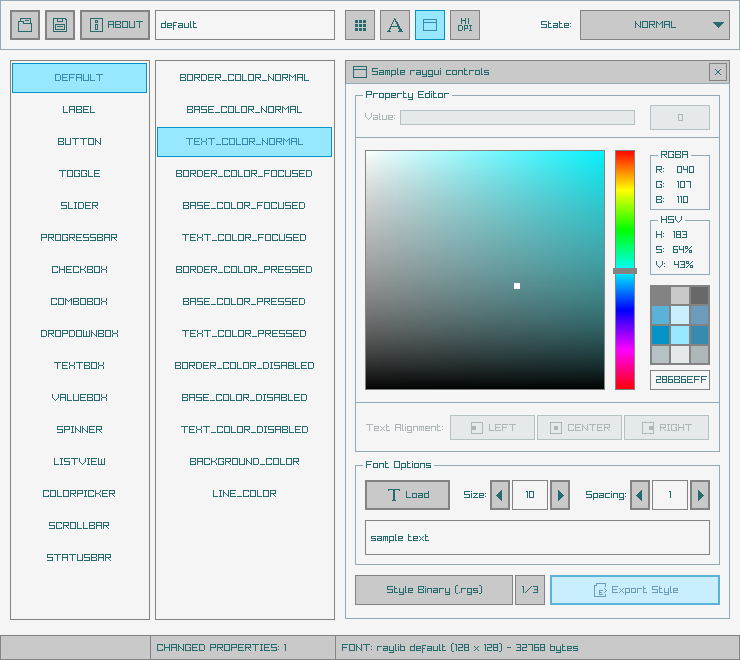 ABOUT
default
A
HI
DPI
State:
NORMAL
DEFAULT
LABEL
BUTTON
TOGGLE
SLIDER
PROGRESSBAR
CHECKBOX
COMBOBOX
DROPDOWNBOX
TEXTBOX
VALUEBOX
SPINNER
LISTVIEW
COLORPICKER
SCROLLBAR
STATUSBAR
BORDER_COLOR_NORMAL
BASE_COLOR_NORMAL
TEXT_COLOR_NORMAL
BORDER_COLOR_FOCUSED
BASE_COLOR_FOCUSED
TEXT_COLOR_FOCUSED
BORDER_COLOR_PRESSED
BASE_COLOR_PRESSED
TEXT_COLOR_PRESSED
BORDER_COLOR_DISABLED
BASE_COLOR_DISABLED
TEXT_COLOR_DISABLED
BACKGROUND_COLOR
LINE_COLOR
Sample raygui controls
Property Editor
Value:
0
RGBA
R: 040
G: 107
B: 110
HSV
H: 183
S: 64%
V: 43%
286B6EFF
Text Alignment: LEFT CENTER RIGHT
Font Options
T Load Size: 10 Spacing: 1
sample text
Style Binary (.rgs) 1/3 Export Style
CHANGED PROPERTIES: 1
FONT: raylib default (128 x 128) - 32768 bytes